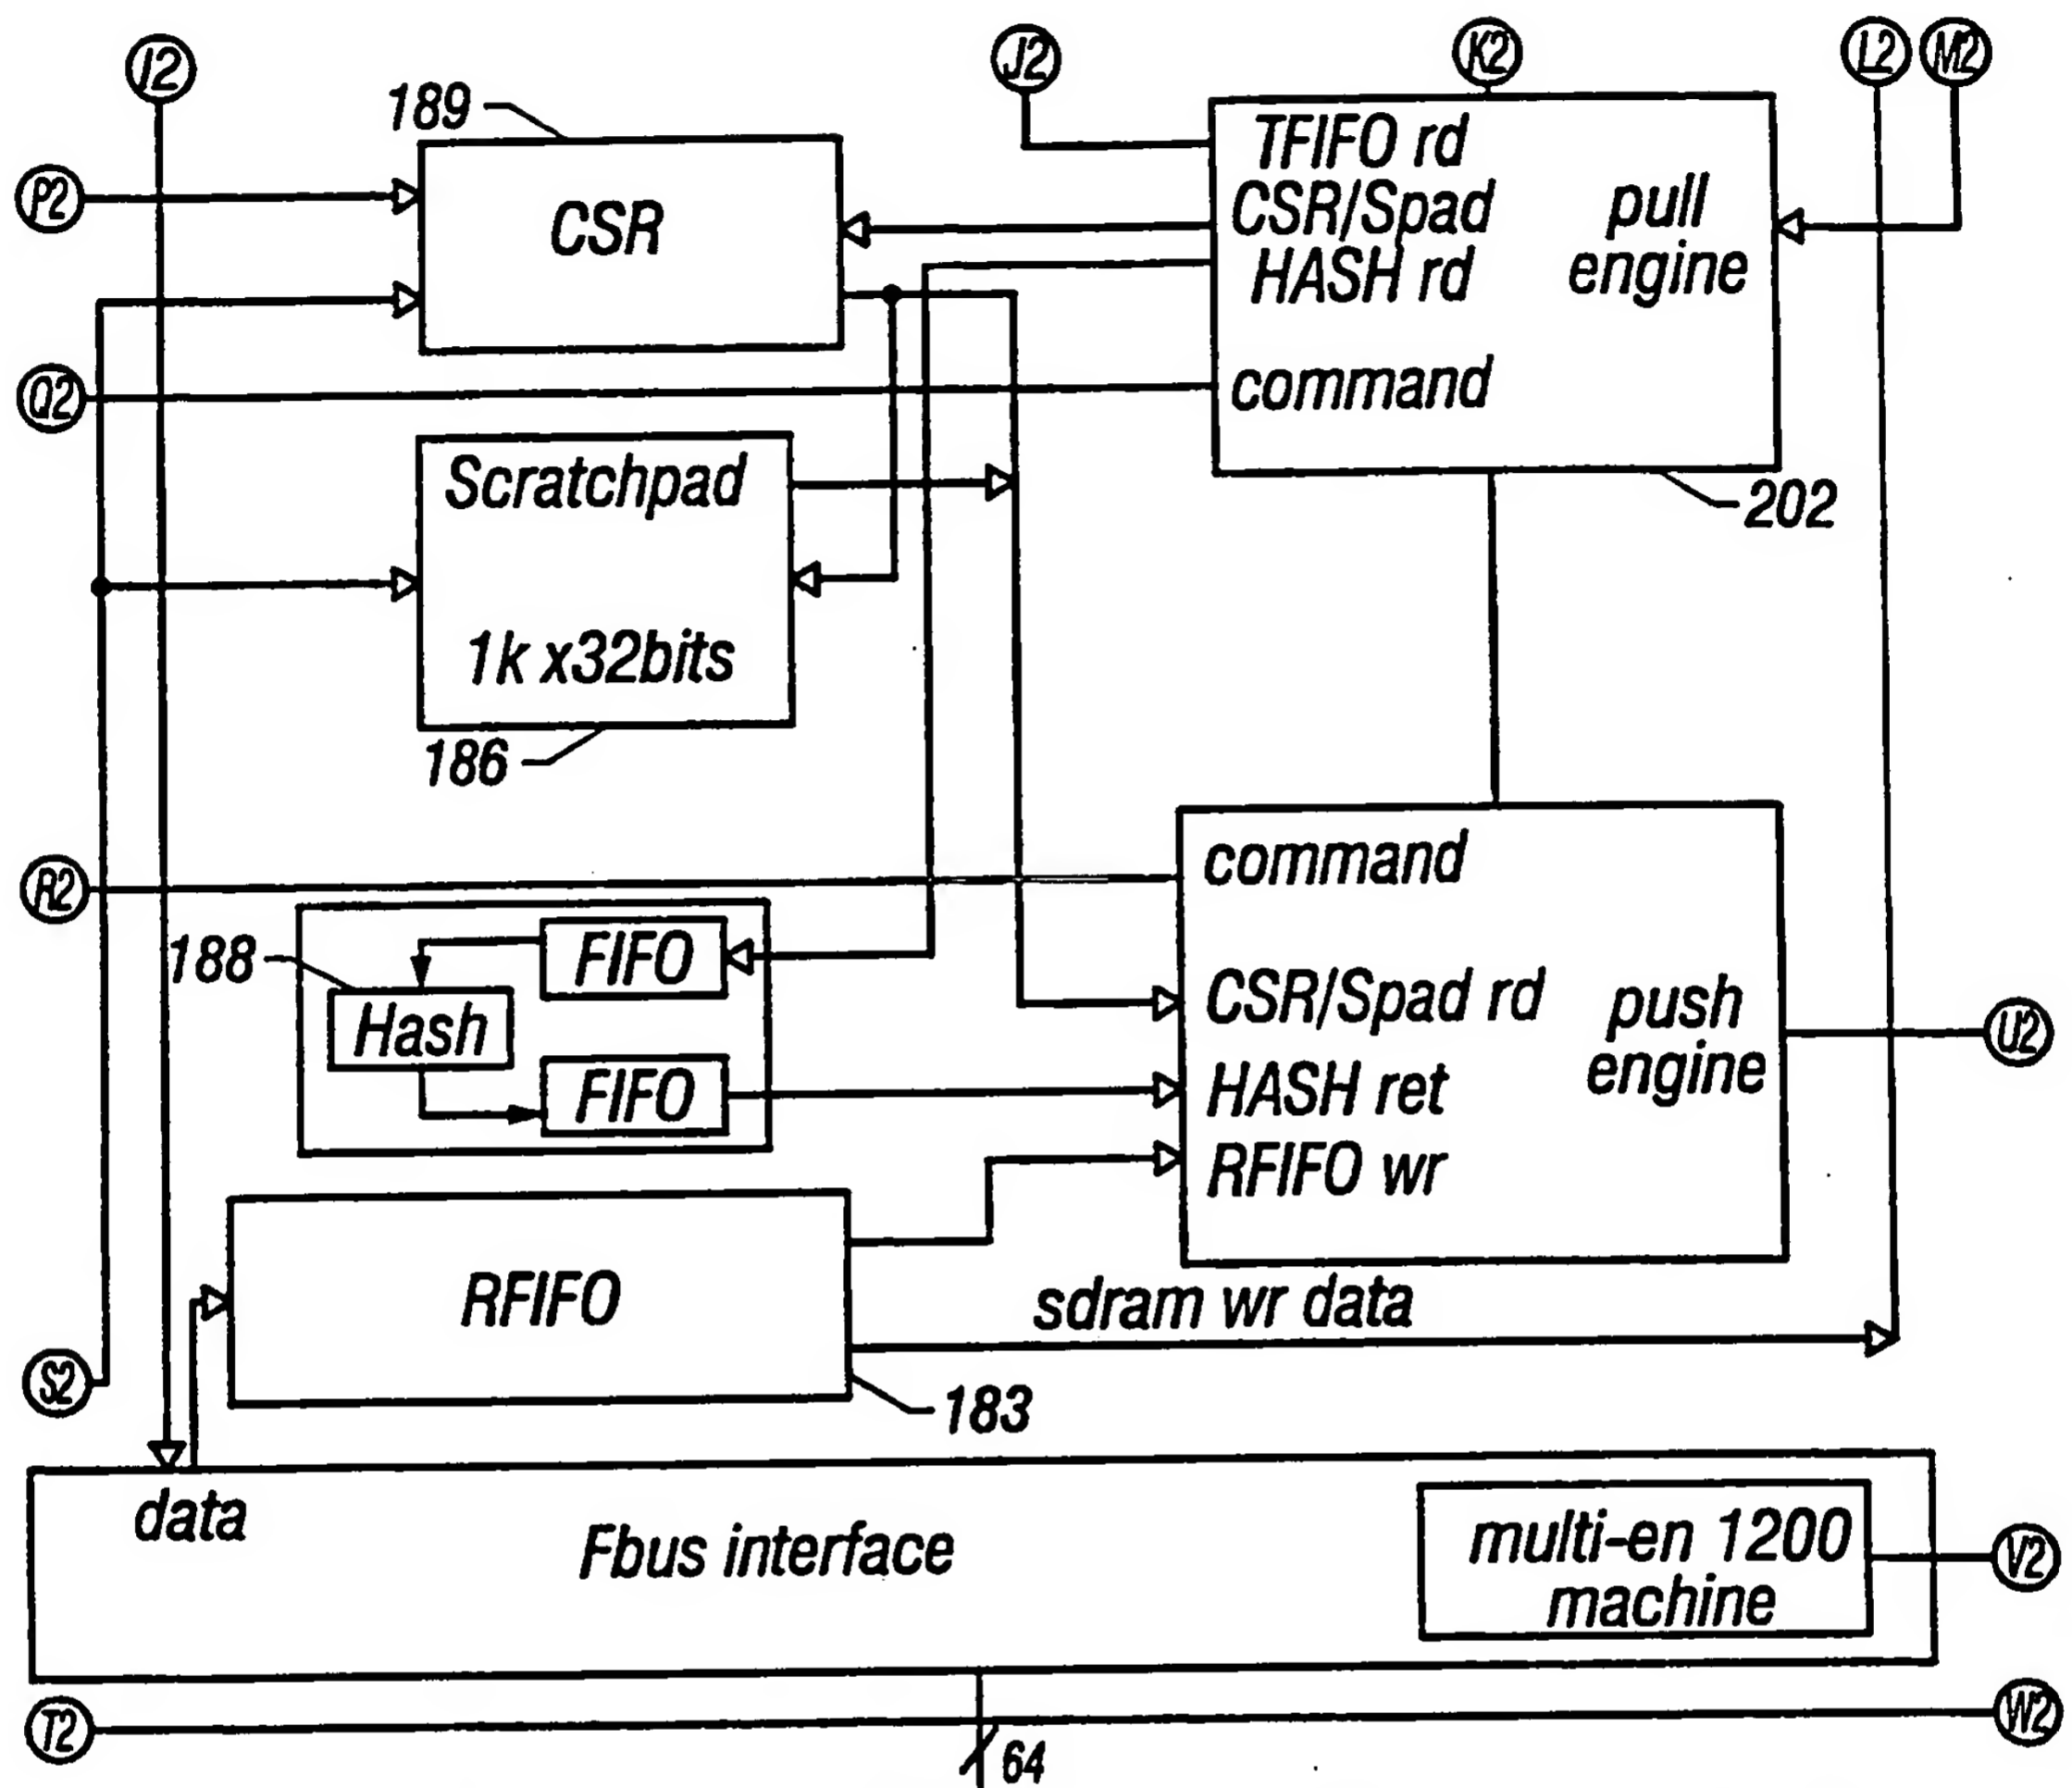 I2
J2
K2
L2
M2
189
P2
CSR
TFIFO rd
CSR/Spad
HASH rd
pull
engine
Q2
command
Scratchpad
1k x32bits
202
186
R2
command
188
FIFO
Hash
FIFO
CSR/Spad rd
HASH ret
RFIFO wr
push
engine
U2
RFIFO
sdram wr data
S2
183
data
Fbus interface
multi-en 1200
machine
V2
T2
W2
64